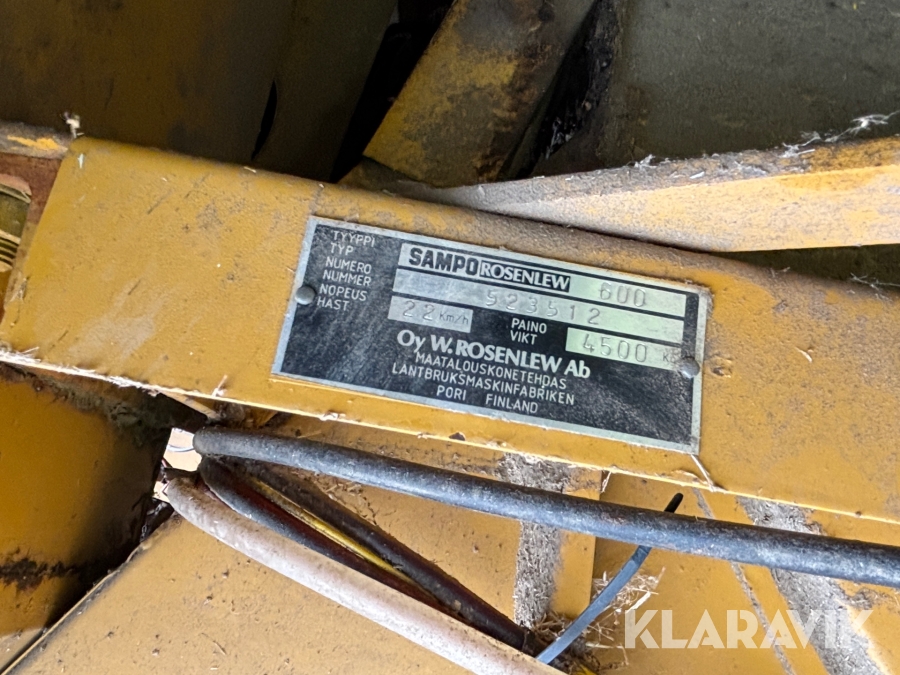 TYYPPI
TYP
SAMPO ROSENLEW 600
NUMERO
NUMMER
523512
NOPEUS
HAST
22 Km/h
PAINO
VIKT
4500 KG
Oy W. ROSENLEW Ab
MAATALOUSKONETEHDAS
LANTBRUKSMASKINFABRIKEN
PORI FINLAND
KLARAVIK